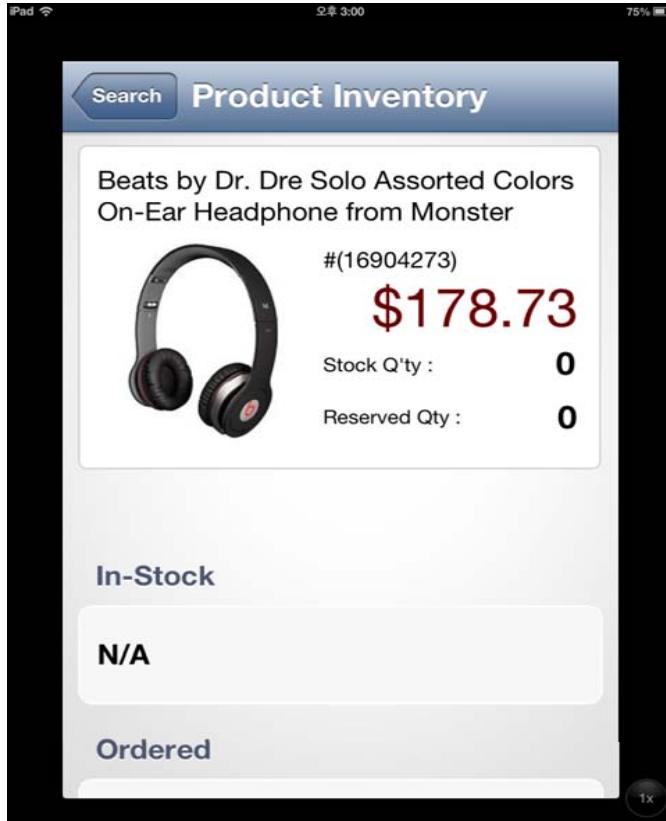 iPad 오후 3:00 75%
Search Product Inventory
Beats by Dr. Dre Solo Assorted Colors
On-Ear Headphone from Monster
#(16904273)
$178.73
Stock Q'ty : 0
Reserved Qty : 0
In-Stock
N/A
Ordered
1x